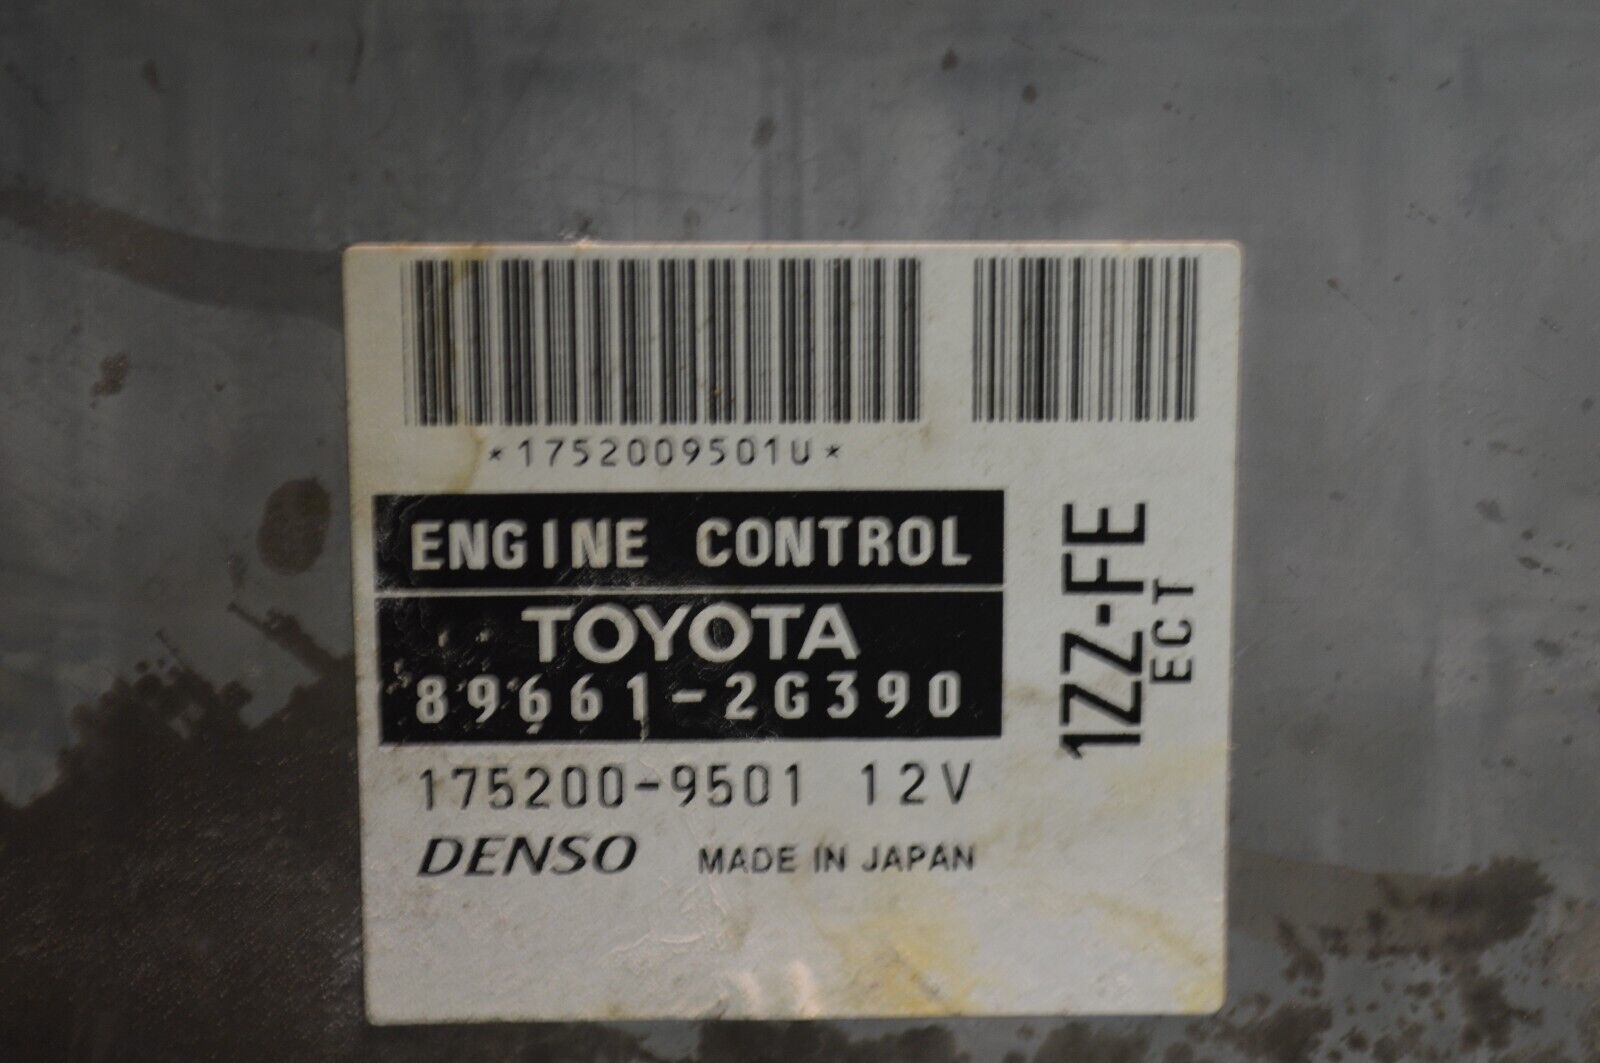 *1752009501U*
ENGINE CONTROL
TOYOTA
89661-2G390
175200-9501 12V
DENSO MADE IN JAPAN
1ZZ-FE
ECT